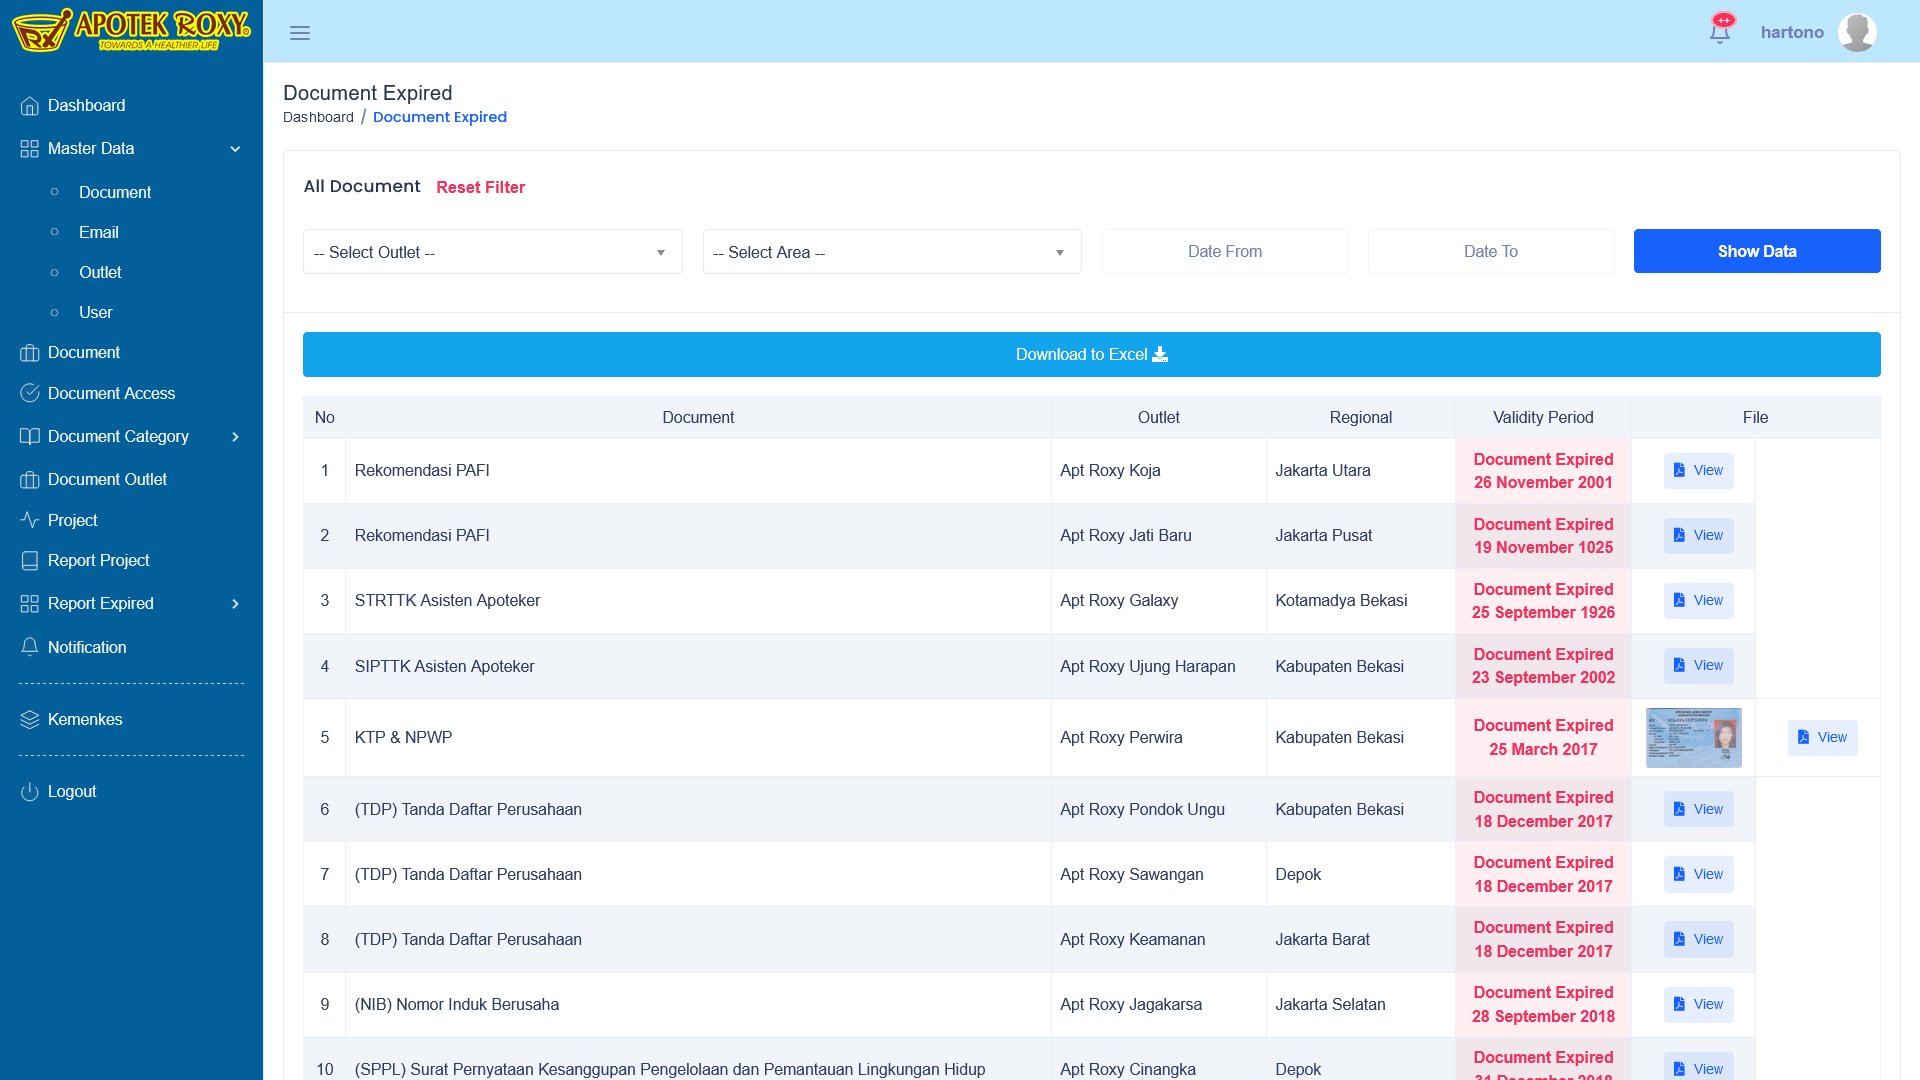 APOTEK ROXY
TOWARDS A HEALTHIER LIFE
++
hartono
Dashboard
Master Data
Document
Email
Outlet
User
Document
Document Access
Document Category
Document Outlet
Project
Report Project
Report Expired
Notification
Kemenkes
Logout
Document Expired
Dashboard / Document Expired
All Document Reset Filter
-- Select Outlet -- -- Select Area -- Date From Date To Show Data
Download to Excel
No Document Outlet Regional Validity Period File
1 Rekomendasi PAFI Apt Roxy Koja Jakarta Utara Document Expired 26 November 2001 View
2 Rekomendasi PAFI Apt Roxy Jati Baru Jakarta Pusat Document Expired 19 November 1025 View
3 STRTTK Asisten Apoteker Apt Roxy Galaxy Kotamadya Bekasi Document Expired 25 September 1926 View
4 SIPTTK Asisten Apoteker Apt Roxy Ujung Harapan Kabupaten Bekasi Document Expired 23 September 2002 View
5 KTP & NPWP Apt Roxy Perwira Kabupaten Bekasi Document Expired 25 March 2017 View
6 (TDP) Tanda Daftar Perusahaan Apt Roxy Pondok Ungu Kabupaten Bekasi Document Expired 18 December 2017 View
7 (TDP) Tanda Daftar Perusahaan Apt Roxy Sawangan Depok Document Expired 18 December 2017 View
8 (TDP) Tanda Daftar Perusahaan Apt Roxy Keamanan Jakarta Barat Document Expired 18 December 2017 View
9 (NIB) Nomor Induk Berusaha Apt Roxy Jagakarsa Jakarta Selatan Document Expired 28 September 2018 View
10 (SPPL) Surat Pernyataan Kesanggupan Pengelolaan dan Pemantauan Lingkungan Hidup Apt Roxy Cinangka Depok Document Expired 31 December 2018 View